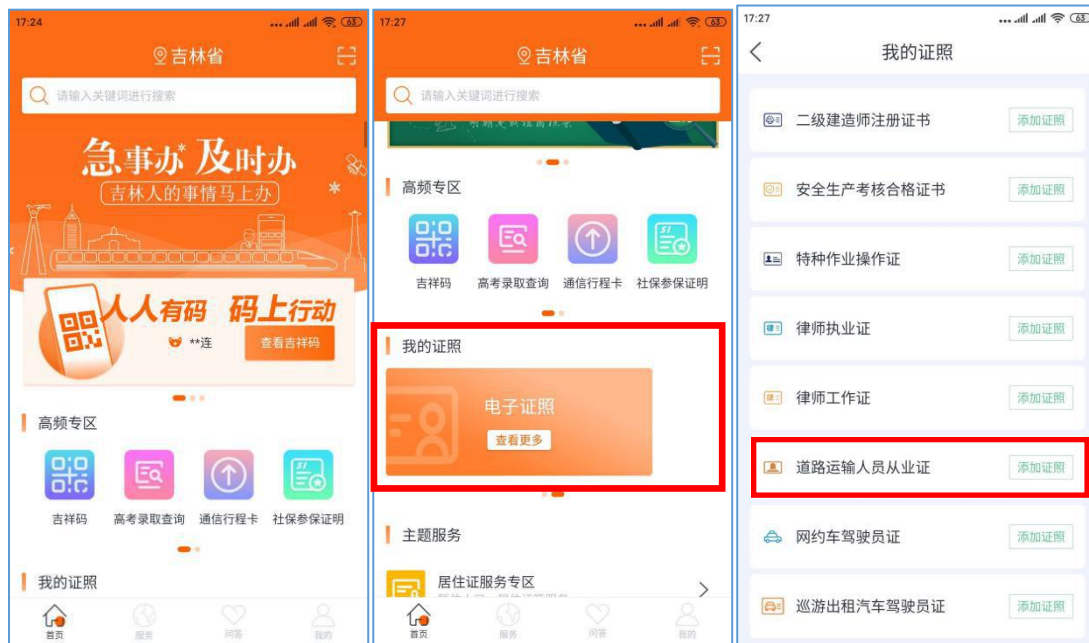 17:24
63
吉林省
请输入关键词进行搜索
急事办 及时办
吉林人的事情马上办
人人有码 码上行动
**连
查看吉祥码
高频专区
吉祥码
高考录取查询
通信行程卡
社保参保证明
我的证照
首页
服务
问答
我的
17:27
63
吉林省
请输入关键词进行搜索
高频专区
吉祥码
高考录取查询
通信行程卡
社保参保证明
我的证照
电子证照
查看更多
主题服务
居住证服务专区
首页
服务
问答
我的
17:27
63
我的证照
二级建造师注册证书
添加证照
安全生产考核合格证书
添加证照
特种作业操作证
添加证照
律师执业证
添加证照
律师工作证
添加证照
道路运输人员从业证
添加证照
网约车驾驶员证
添加证照
巡游出租汽车驾驶员证
添加证照